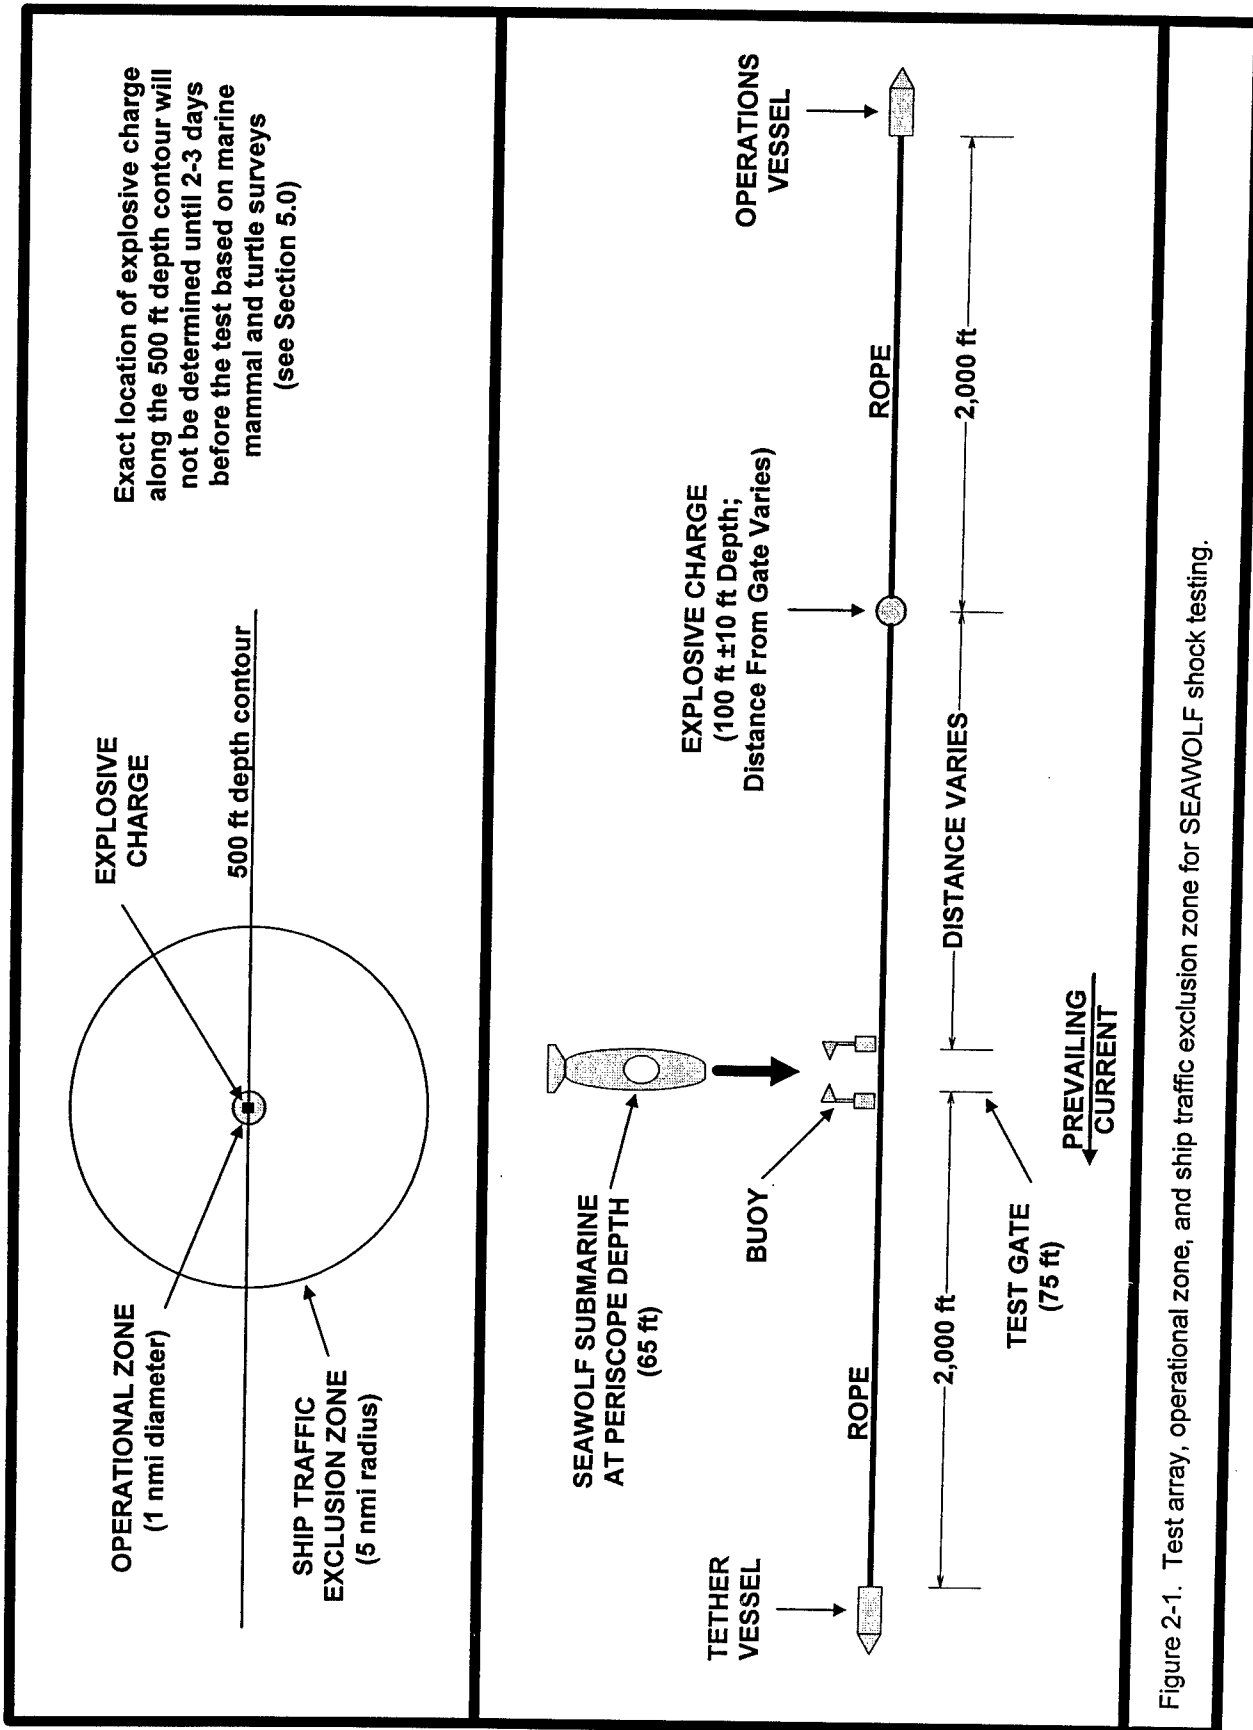 Exact location of explosive charge
along the 500 ft depth contour will
not be determined until 2-3 days
before the test based on marine
mammal and turtle surveys
(see Section 5.0)
EXPLOSIVE
CHARGE
500 ft depth contour
OPERATIONAL ZONE
(1 nmi diameter)
SHIP TRAFFIC
EXCLUSION ZONE
(5 nmi radius)
SEAWOLF SUBMARINE
AT PERISCOPE DEPTH
(65 ft)
EXPLOSIVE CHARGE
(100 ft ±10 ft Depth;
Distance From Gate Varies)
OPERATIONS
VESSEL
TETHER
VESSEL
BUOY
ROPE
ROPE
2,000 ft
DISTANCE VARIES
2,000 ft
TEST GATE
(75 ft)
PREVAILING
CURRENT
Figure 2-1. Test array, operational zone, and ship traffic exclusion zone for SEAWOLF shock testing.